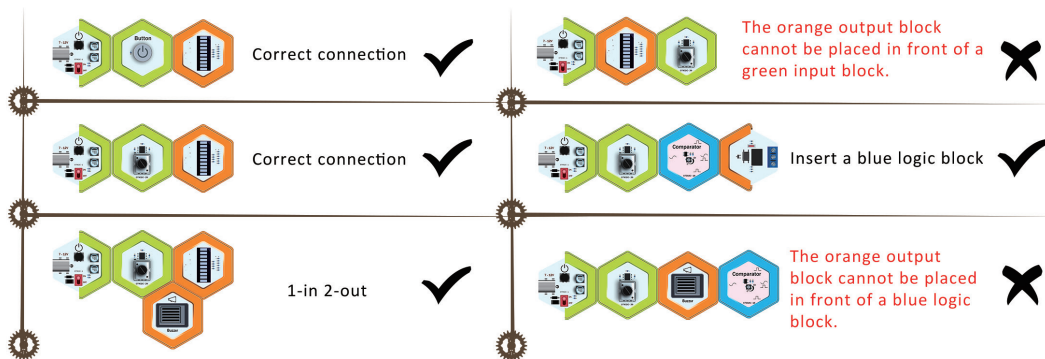 Button
Correct connection
The orange output block
cannot be placed in front of a
green input block.
Correct connection
Comparator
Insert a blue logic block
1-in 2-out
Buzzer
The orange output
block cannot be placed
in front of a blue logic
block.
Buzzer
Comparator